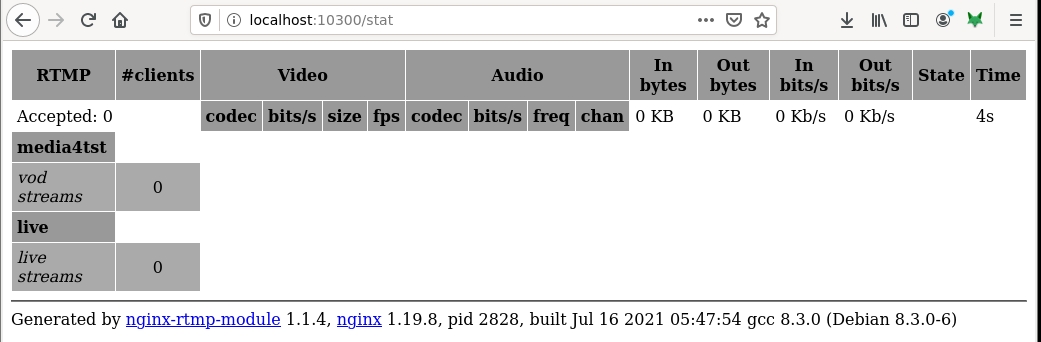 localhost:10300/stat
RTMP #clients Video Audio In bytes Out bytes In bits/s Out bits/s State Time
Accepted: 0 codec bits/s size fps codec bits/s freq chan 0 KB 0 KB 0 Kb/s 0 Kb/s 4s
media4tst
vod streams 0
live
live streams 0
Generated by nginx-rtmp-module 1.1.4, nginx 1.19.8, pid 2828, built Jul 16 2021 05:47:54 gcc 8.3.0 (Debian 8.3.0-6)